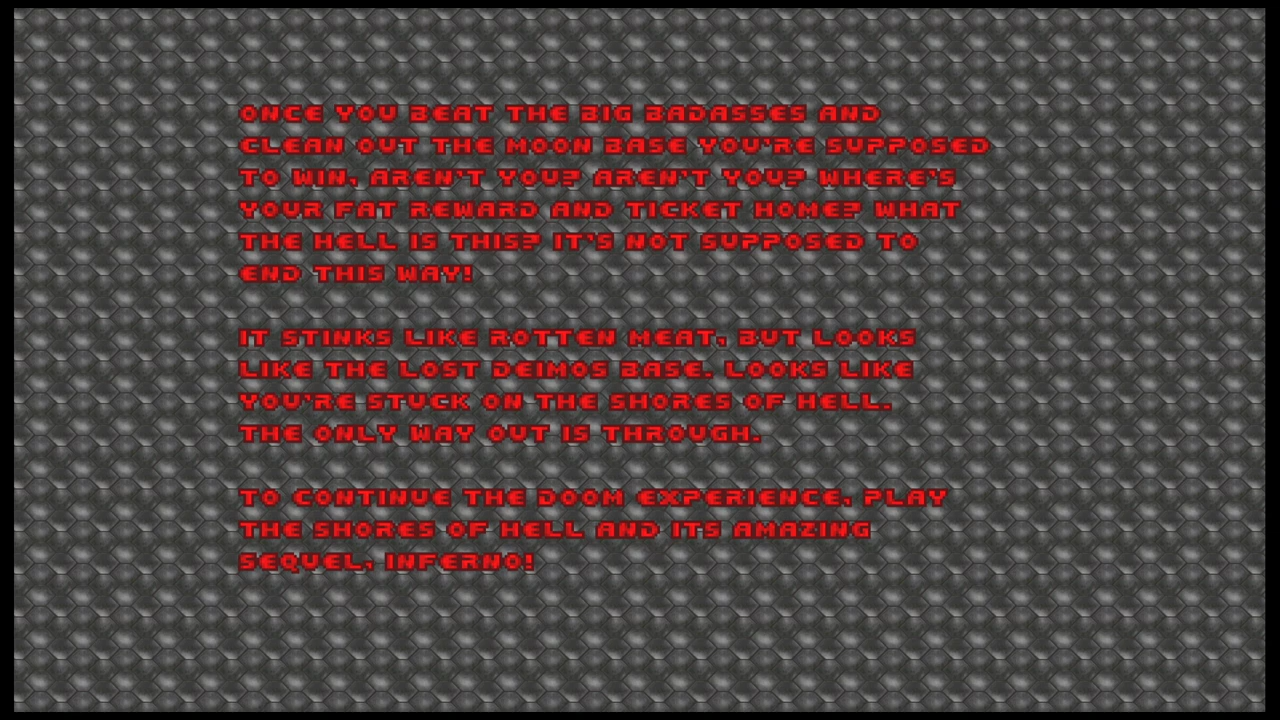 ONCE YOU BEAT THE BIG BADASSES AND
CLEAN OUT THE MOON BASE YOU'RE SUPPOSED
TO WIN, AREN'T YOU? AREN'T YOU? WHERE'S
YOUR FAT REWARD AND TICKET HOME? WHAT
THE HELL IS THIS? IT'S NOT SUPPOSED TO
END THIS WAY!
IT STINKS LIKE ROTTEN MEAT, BUT LOOKS
LIKE THE LOST DEIMOS BASE. LOOKS LIKE
YOU'RE STUCK ON THE SHORES OF HELL.
THE ONLY WAY OUT IS THROUGH.
TO CONTINUE THE DOOM EXPERIENCE, PLAY
THE SHORES OF HELL AND ITS AMAZING
SEQUEL, INFERNO!